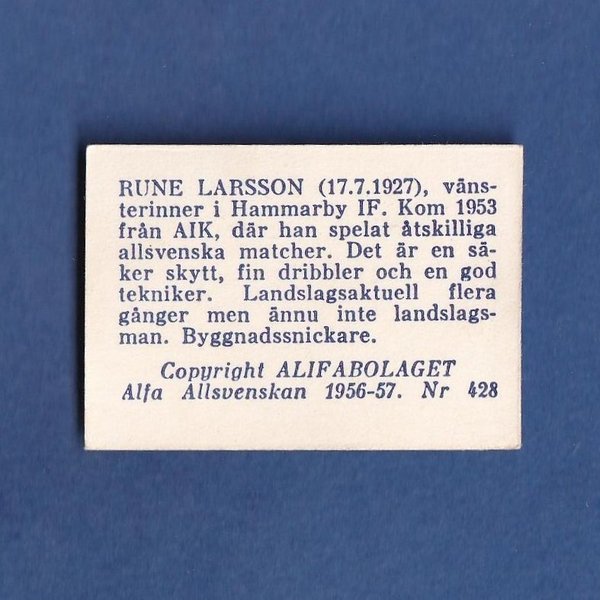 RUNE LARSSON (17.7.1927),väns-
terinner i Hammarby IF. Kom 1953
från AIK, där han spelat åtskilliga
allsvenska matcher. Det är en sä-
ker skytt, fin dribbler och en god
tekniker. Landslagsaktuell flera
gånger men ännu inte landslags-
man. Byggnadssnickare.
Copyright ALIFABOLAGET
Alfa Allsvenskan 1956-57. Nr 428